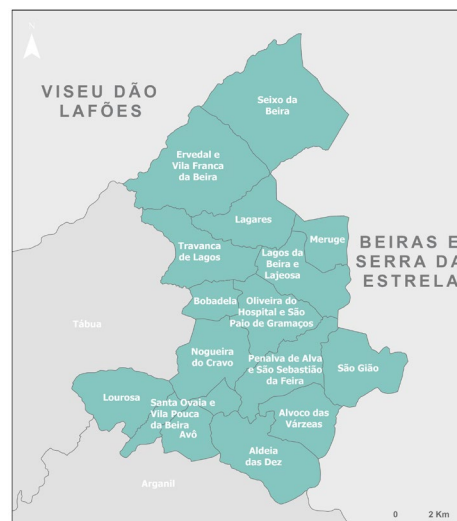 N
VISEU DÃO
LAFÕES
Seixo da
Beira
Ervedal e
Vila Franca
da Beira
Lagares
Meruge
Travanca
de Lagos
Lagos da
Beira e
Lajeosa
BEIRAS E
SERRA DA
ESTRELA
Bobadela
Oliveira do
Hospital e São
Paio de Gramaços
Tábua
Nogueira
do Cravo
Penalva de Alva
e São Sebastião
da Feira
São Gião
Lourosa
Santa Ovaia e
Vila Pouca
da Beira
Alvoco das
Várzeas
Avô
Aldeia
das Dez
Arganil
0 2 Km